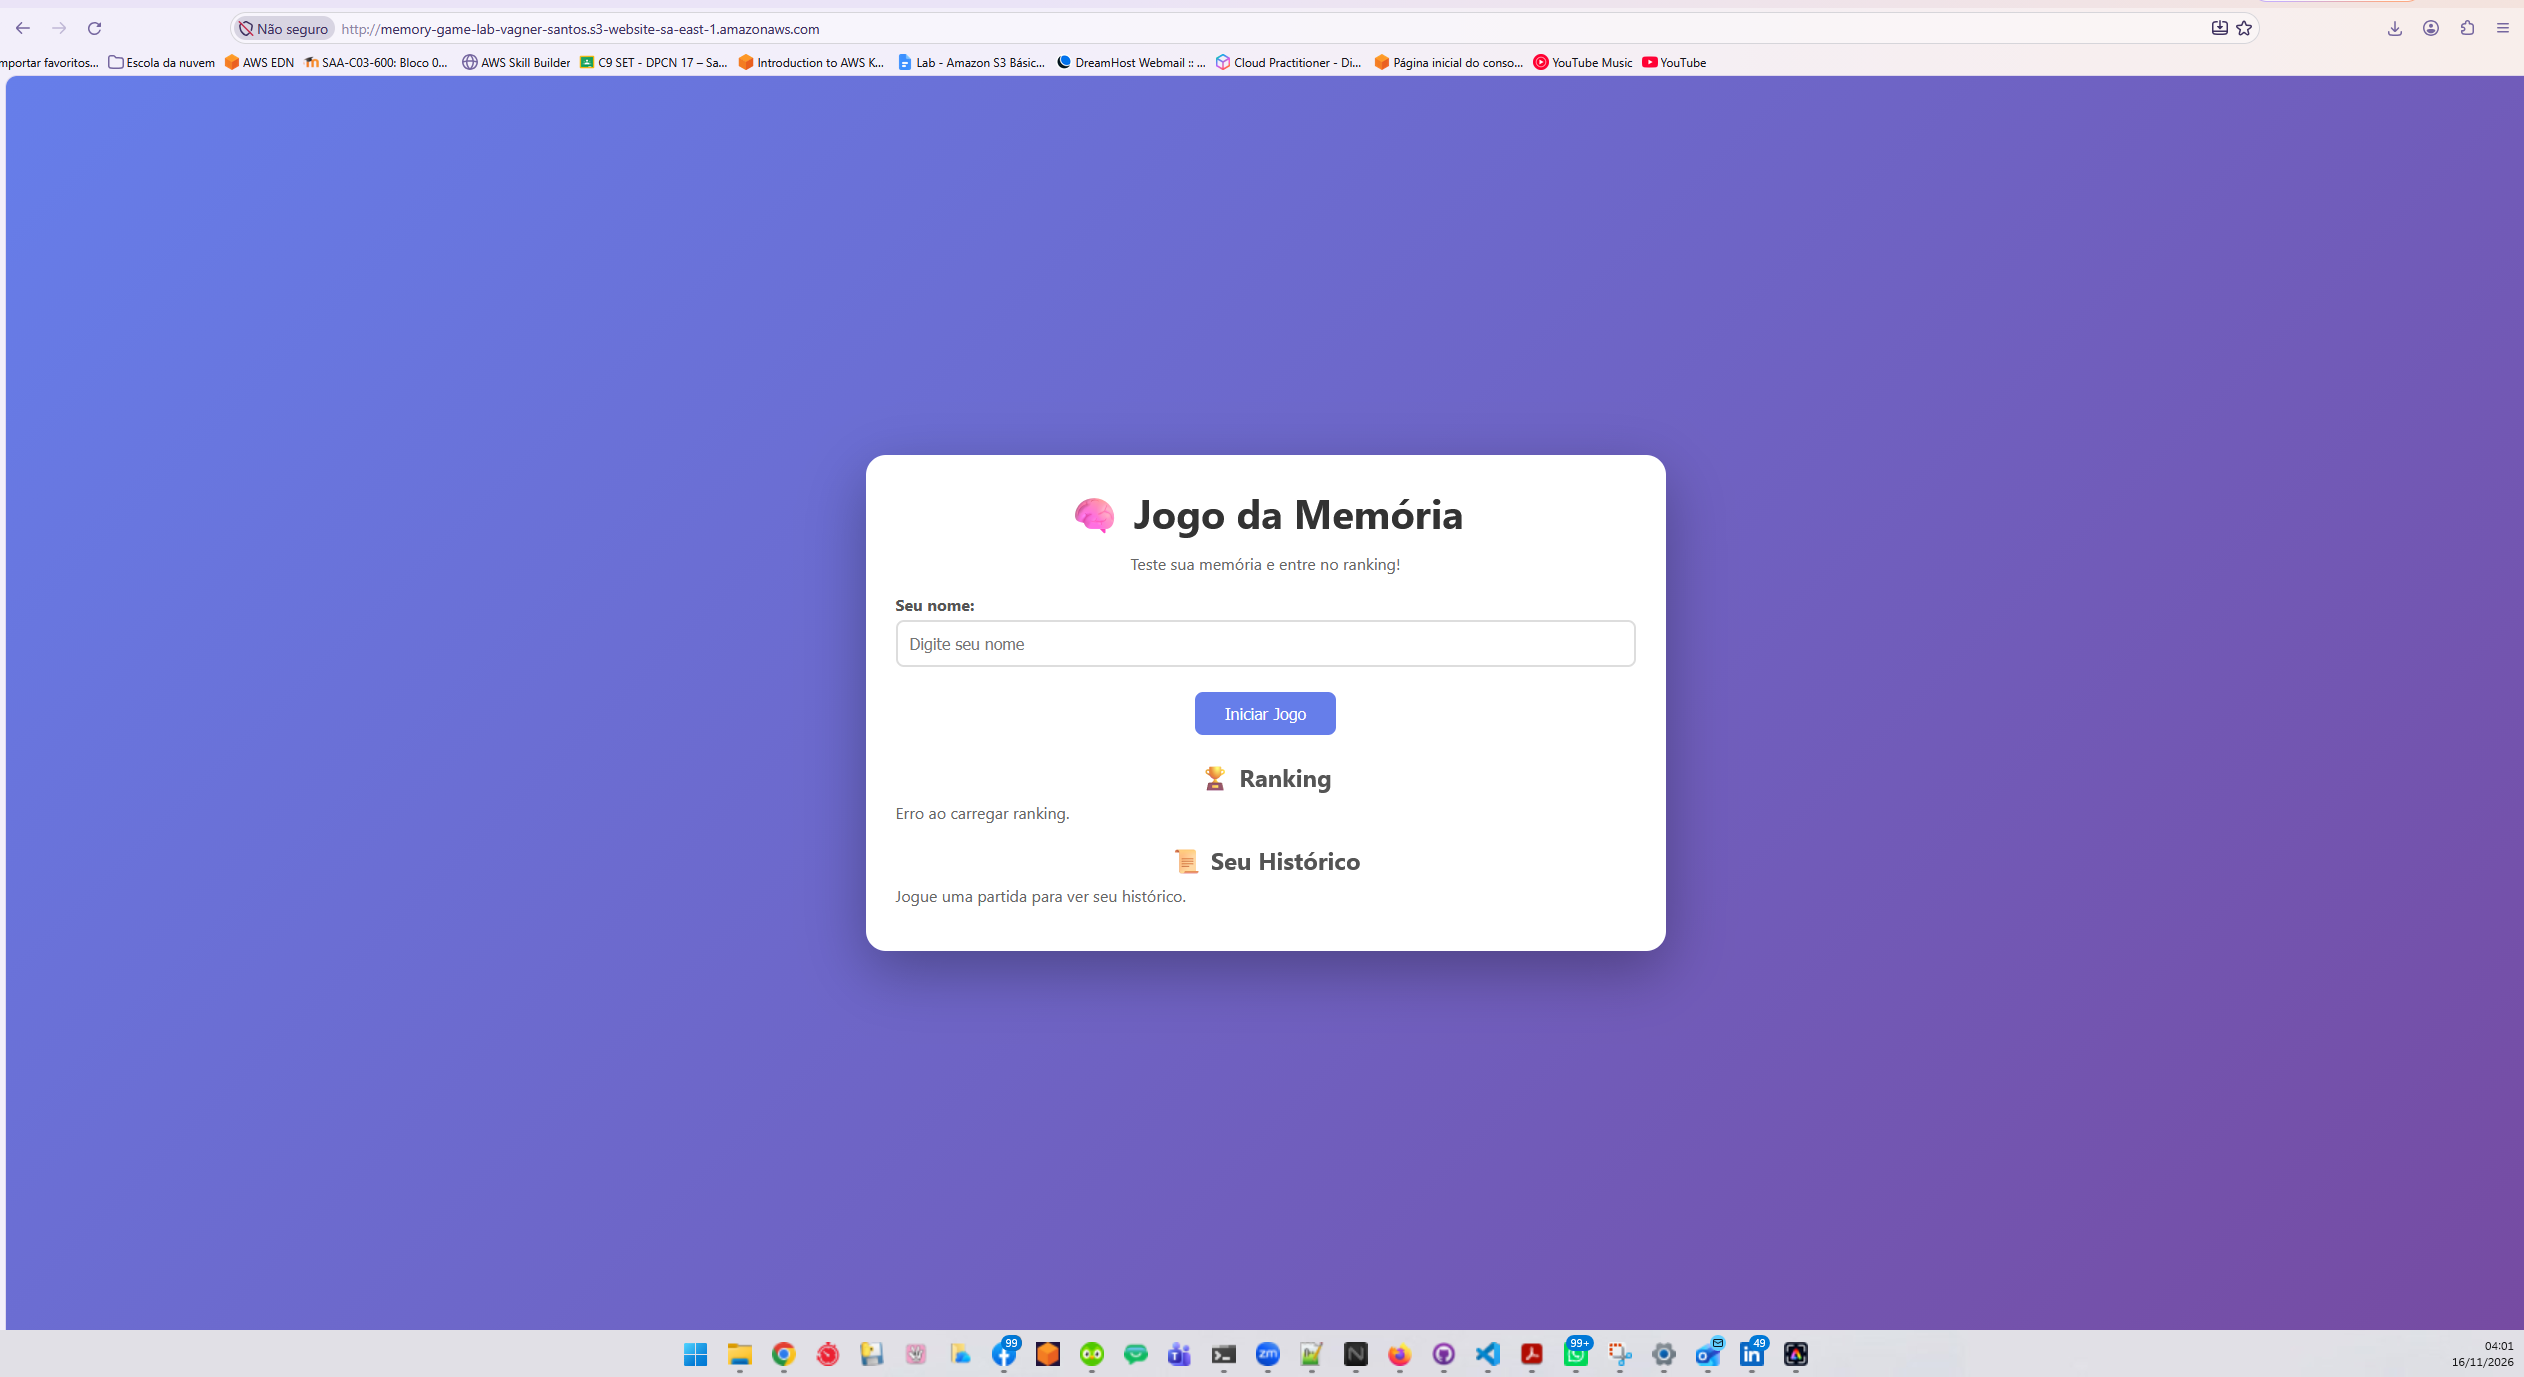 Não seguro http://memory-game-lab-vagner-santos.s3-website-sa-east-1.amazonaws.com
mportar favoritos... Escola da nuvem AWS EDN SAA-C03-600: Bloco 0... AWS Skill Builder C9 SET - DPCN 17 – Sa... Introduction to AWS K... Lab - Amazon S3 Básic... DreamHost Webmail :: ... Cloud Practitioner - Di... Página inicial do conso... YouTube Music YouTube
Jogo da Memória
Teste sua memória e entre no ranking!
Seu nome:
Digite seu nome
Iniciar Jogo
Ranking
Erro ao carregar ranking.
Seu Histórico
Jogue uma partida para ver seu histórico.
99 zm 99+ 49
04:01
16/11/2026